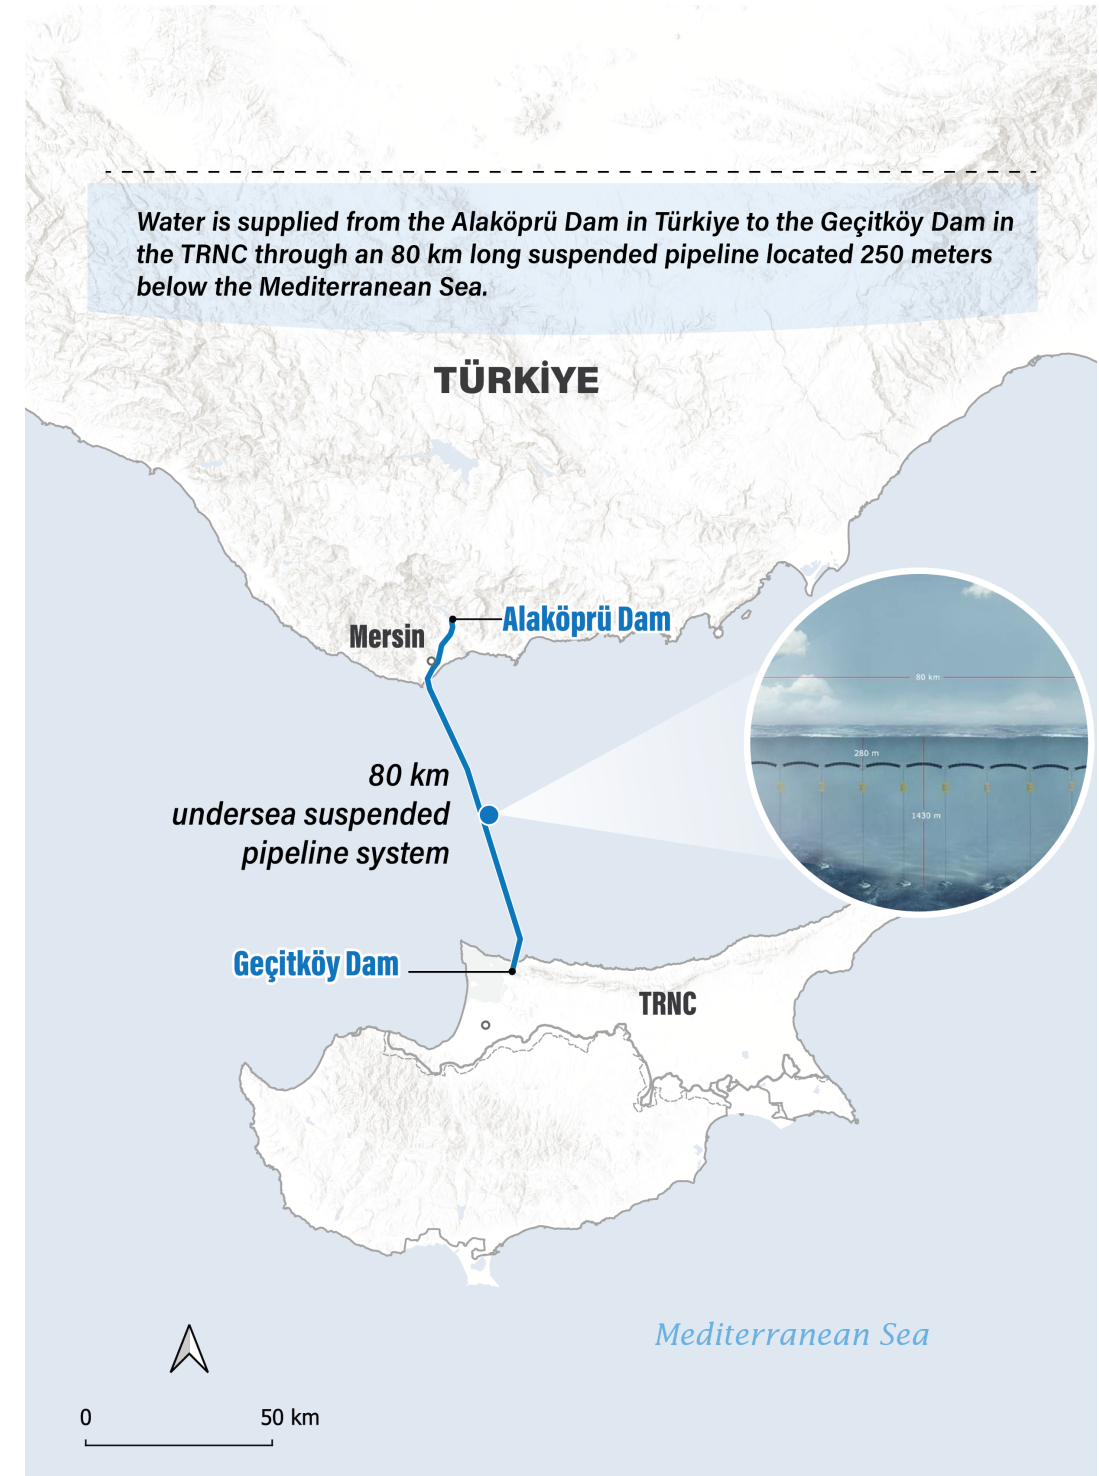 Water is supplied from the Alaköprü Dam in Türkiye to the Geçitköy Dam in
the TRNC through an 80 km long suspended pipeline located 250 meters
below the Mediterranean Sea.
TÜRKİYE
Alaköprü Dam
Mersin
80 km
280 m
1430 m
80 km
undersea suspended
pipeline system
Geçitköy Dam
TRNC
Mediterranean Sea
0 50 km